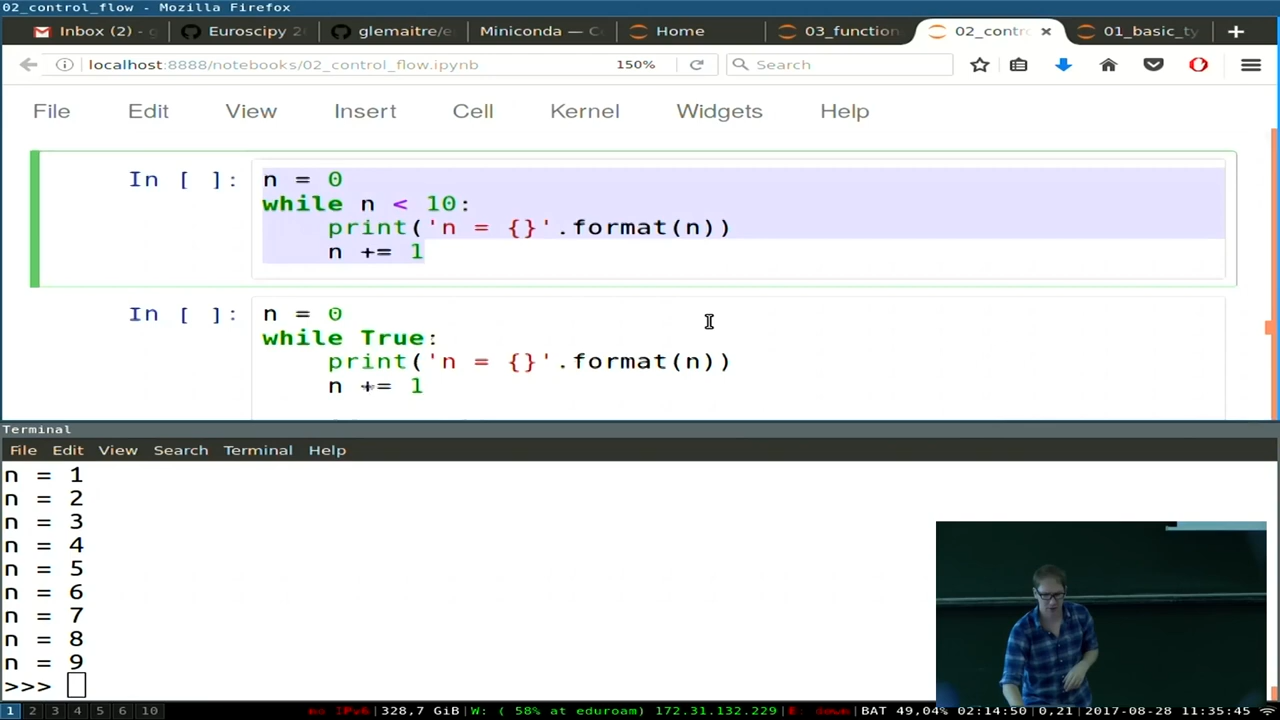 02_control_flow - Mozilla Firefox
Inbox (2) - g
Euroscipy 2
glemaitre/e
Miniconda — C
Home
03_function
02_contro
01_basic_ty
localhost:8888/notebooks/02_control_flow.ipynb
150%
Search
File Edit View Insert Cell Kernel Widgets Help
In [ ]:
n = 0
while n < 10:
print('n = {}'.format(n))
n += 1
In [ ]:
n = 0
while True:
print('n = {}'.format(n))
n += 1
Terminal
File Edit View Search Terminal Help
n = 1
n = 2
n = 3
n = 4
n = 5
n = 6
n = 7
n = 8
n = 9
>>>
1 2 3 4 5 6 10 no IPv6|328,7 GiB|W: ( 58% at eduroam) 172.31.132.229|E: down|BAT 49,04% 02:14:50|0,21|2017-08-28 11:35:45